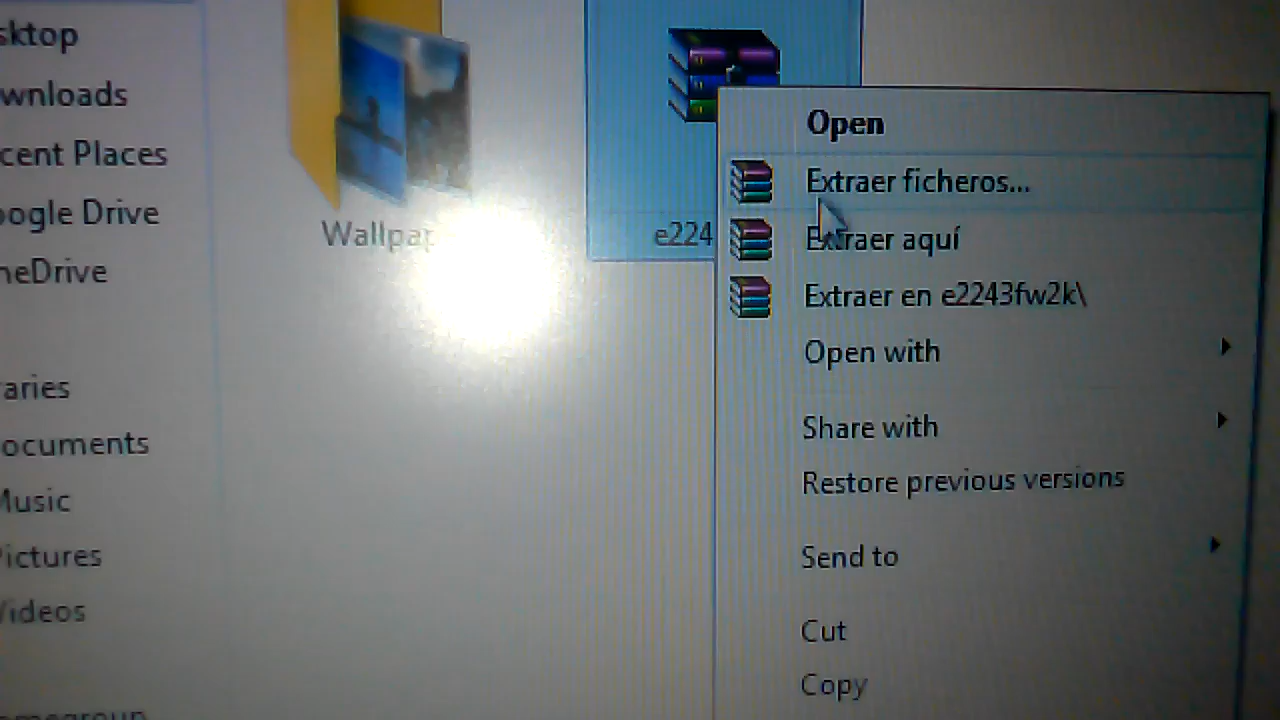 sktop
wnloads
cent Places
oogle Drive
neDrive
aries
ocuments
Music
Pictures
Videos
Wallpap
e224
Open
Extraer ficheros...
Extraer aquí
Extraer en e2243fw2k\
Open with
Share with
Restore previous versions
Send to
Cut
Copy